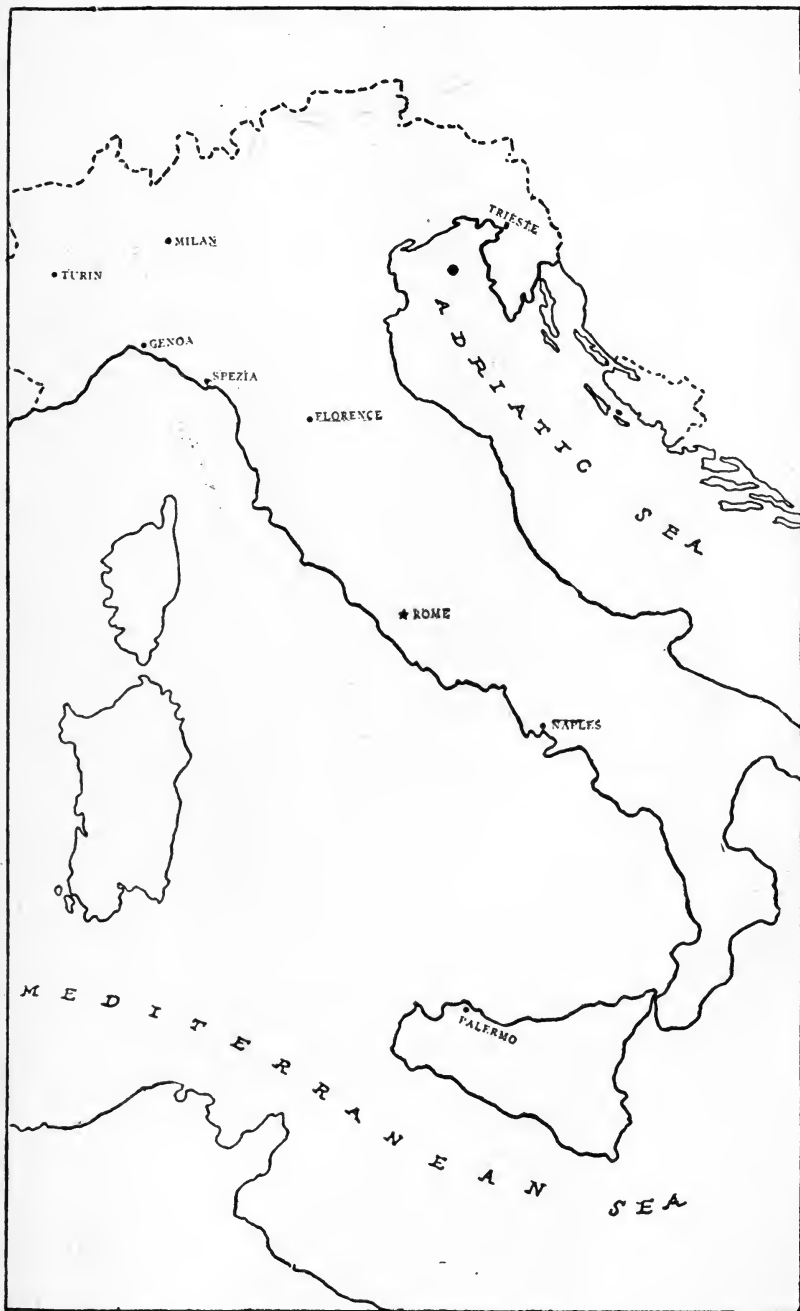 TRIESTE
MILAN
TURIN
ADRIATIC SEA
GENOA
SPEZIA
FLORENCE
ROME
NAPLES
MEDITERRANEAN SEA
PALERMO